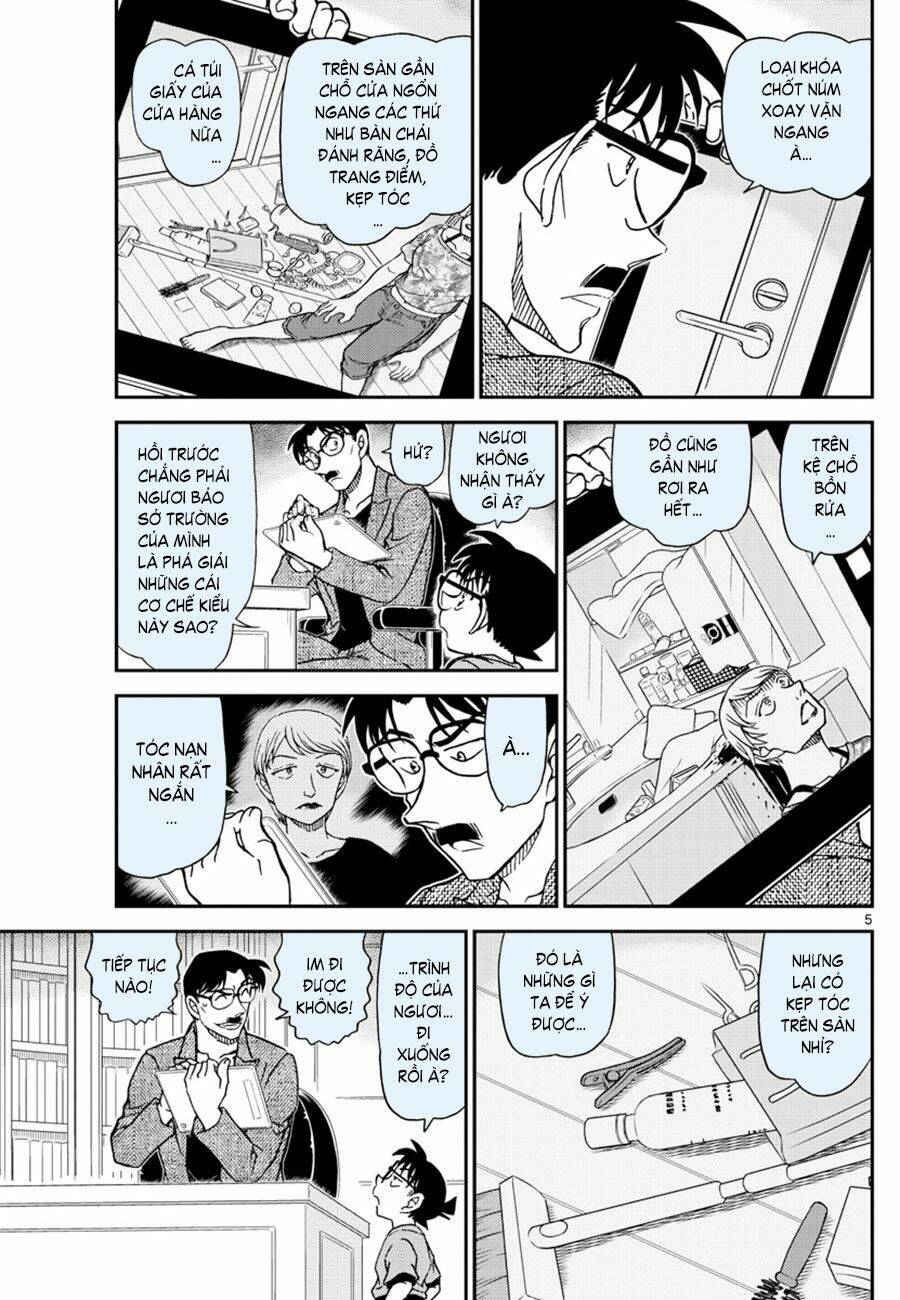 LOẠI KHÓA
CHỐT NÚM
XOAY VẶN
NGANG
À...
TRÊN SÀN GẦN
CHỖ CỬA NGỔN
NGANG CÁC THỨ
NHƯ BÀN CHẢI
ĐÁNH RĂNG, ĐỒ
TRANG ĐIỂM,
KẸP TÓC
...
CẢ TÚI
GIẤY CỦA
CỬA HÀNG
NỮA
...
TRÊN
KỆ CHỖ
BỒN
RỬA
...
ĐỒ CŨNG
GẦN NHƯ
RƠI RA
HẾT...
NGƯƠI
KHÔNG
NHẬN THẤY
GÌ À?
HỬ?
HỒI TRƯỚC
CHẲNG PHẢI
NGƯƠI BẢO
SỞ TRƯỜNG
CỦA MÌNH
LÀ PHÁ GIẢI
NHỮNG CÁI
CƠ CHẾ KIỂU
NÀY SAO?
À...
TÓC NẠN
NHÂN RẤT
NGẮN
...
5
NHƯNG
LẠI CÓ
KẸP TÓC
TRÊN SÀN
NHỈ?
ĐÓ LÀ
NHỮNG GÌ
TA ĐỂ Ý
ĐƯỢC...
...TRÌNH
ĐỘ CỦA
NGƯƠI...
ĐI
XUỐNG
RỒI À?
IM ĐI
ĐƯỢC
KHÔNG!
TIẾP TỤC
NÀO!